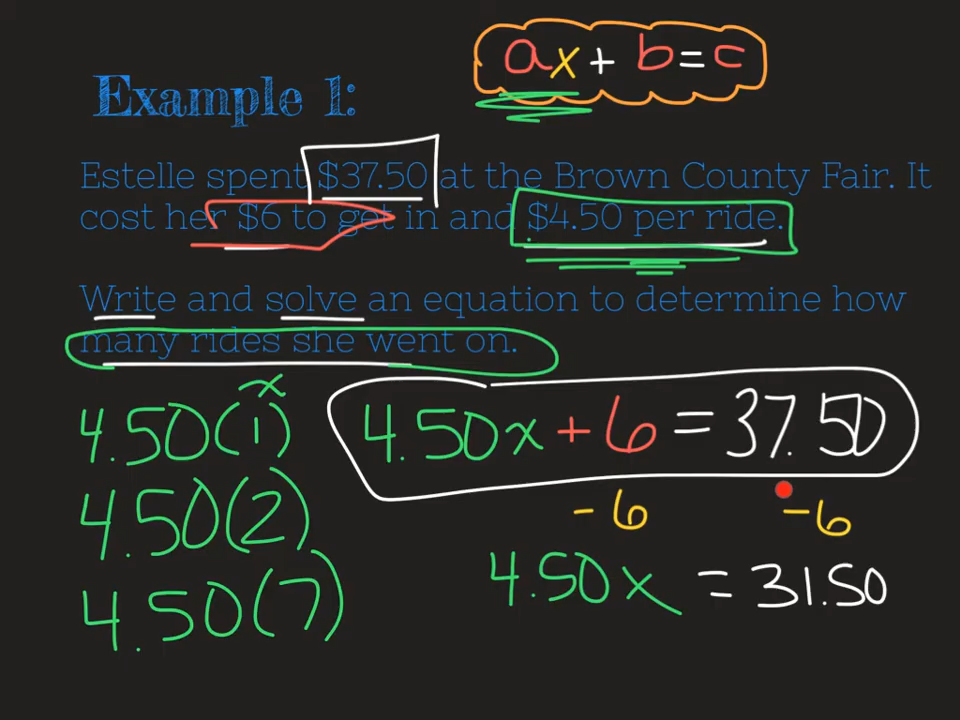 ax + b = c
Example 1:
Estelle spent $37.50 at the Brown County Fair. It
cost her $6 to get in and $4.50 per ride.
Write and solve an equation to determine how
many rides she went on.
x
4.50(1)
4.50x + 6 = 37.50
4.50(2)
- 6 - 6
4.50x = 31.50
4.50(7)